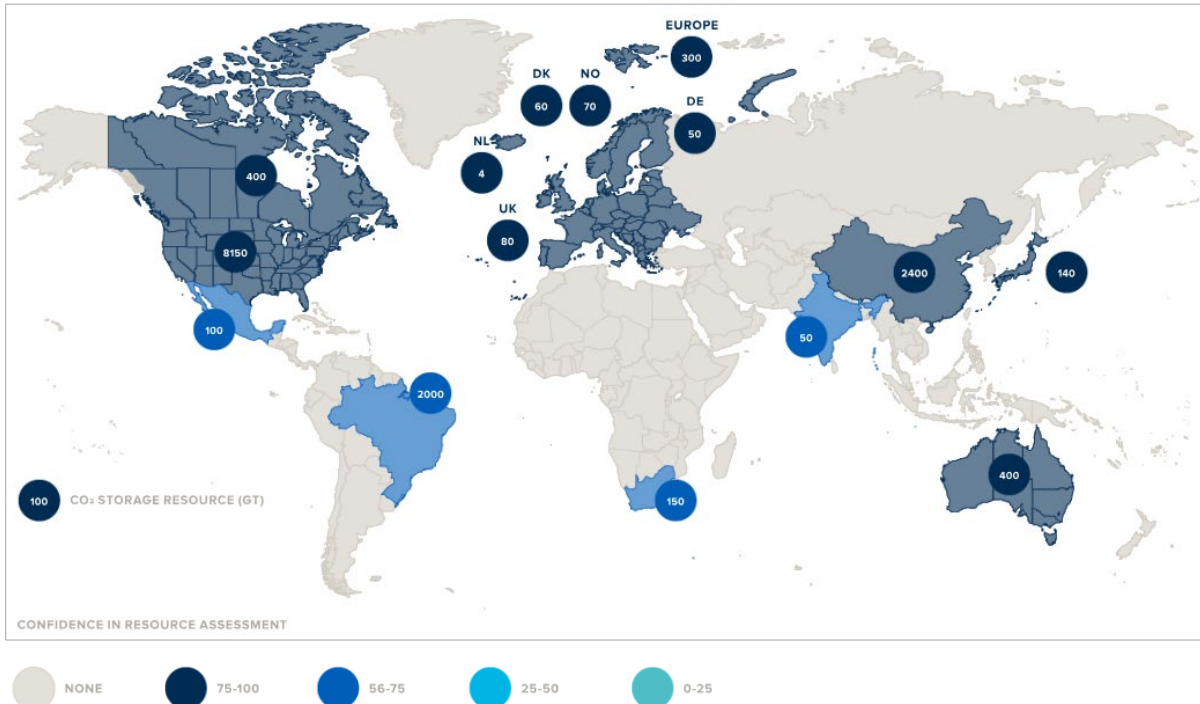 EUROPE
300
DK
NO
60
70
DE
50
NL
4
400
UK
80
8150
2400
140
100
50
2000
400
150
100 CO₂ STORAGE RESOURCE (GT)
CONFIDENCE IN RESOURCE ASSESSMENT
NONE
75-100
56-75
25-50
0-25